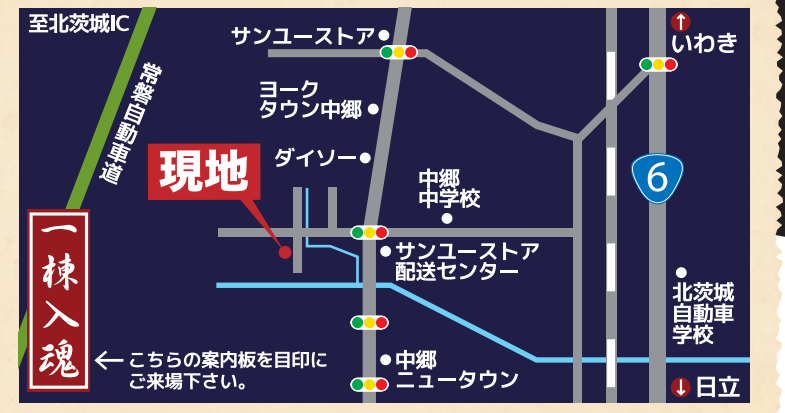 至北茨城IC
サンユーストア
いわき
常磐自動車道
ヨーク
タウン中郷
ダイソー
現地
中郷
中学校
6
サンユーストア
配送センター
一棟入魂
北茨城
自動車
学校
こちらの案内板を目印に
ご来場下さい。
中郷
ニュータウン
日立